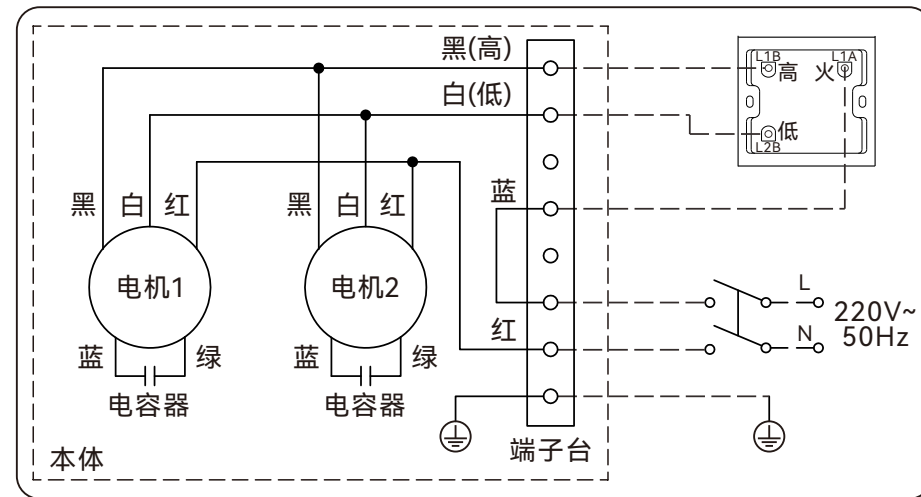 黑(高)
白(低)
L1B
L1A
高
火
低
L2B
蓝
黑
白
红
黑
白
红
电机1
电机2
L
220V~
50Hz
N
红
蓝
绿
蓝
绿
电容器
电容器
端子台
本体